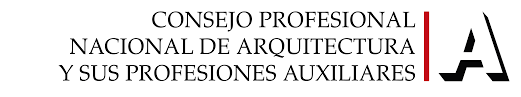 CONSEJO PROFESIONAL
NACIONAL DE ARQUITECTURA
Y SUS PROFESIONES AUXILIARES
A